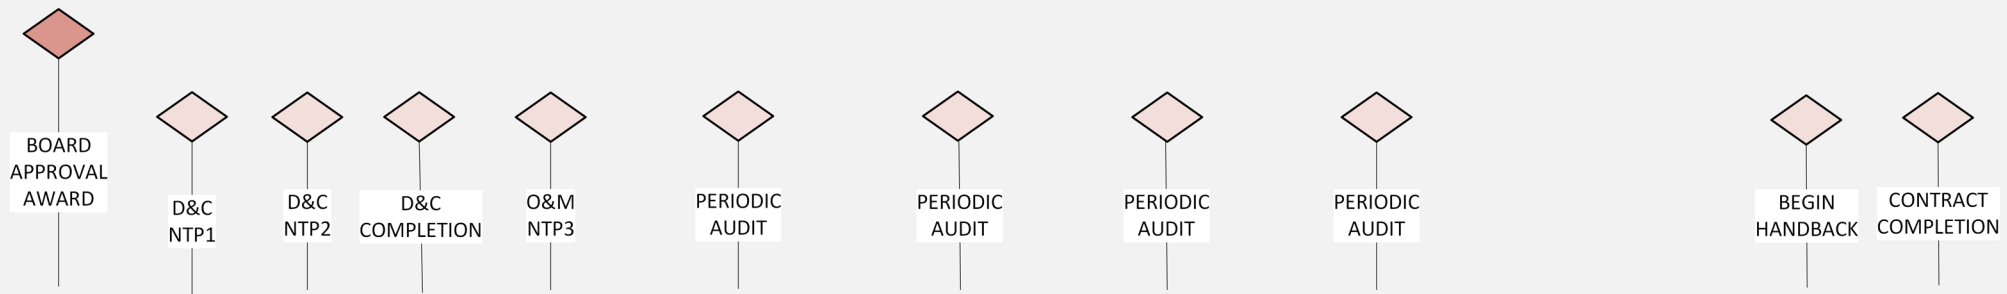 BOARD
APPROVAL
AWARD
D&C
NTP1
D&C
NTP2
D&C
COMPLETION
O&M
NTP3
PERIODIC
AUDIT
PERIODIC
AUDIT
PERIODIC
AUDIT
PERIODIC
AUDIT
BEGIN
HANDBACK
CONTRACT
COMPLETION